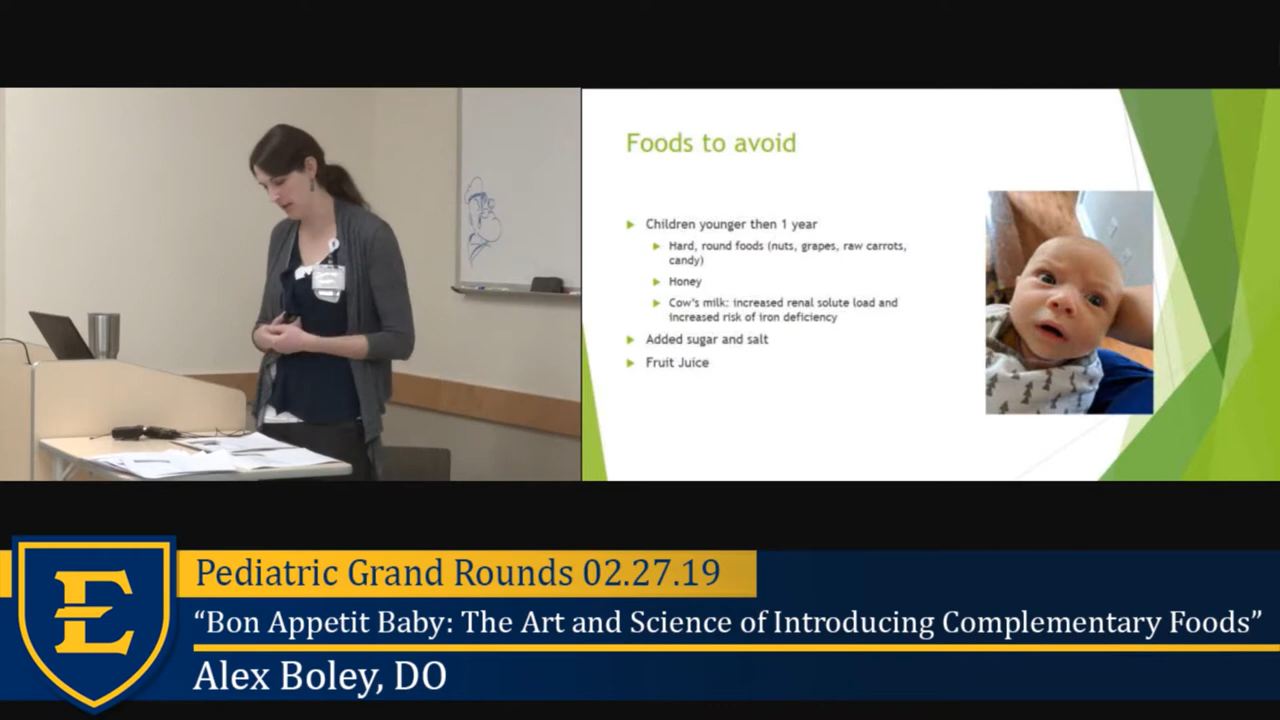 Foods to avoid
Children younger then 1 year
Hard, round foods (nuts, grapes, raw carrots,
candy)
Honey
Cow's milk: increased renal solute load and
increased risk of iron deficiency
Added sugar and salt
Fruit Juice
E
Pediatric Grand Rounds 02.27.19
“Bon Appetit Baby: The Art and Science of Introducing Complementary Foods”
Alex Boley, DO